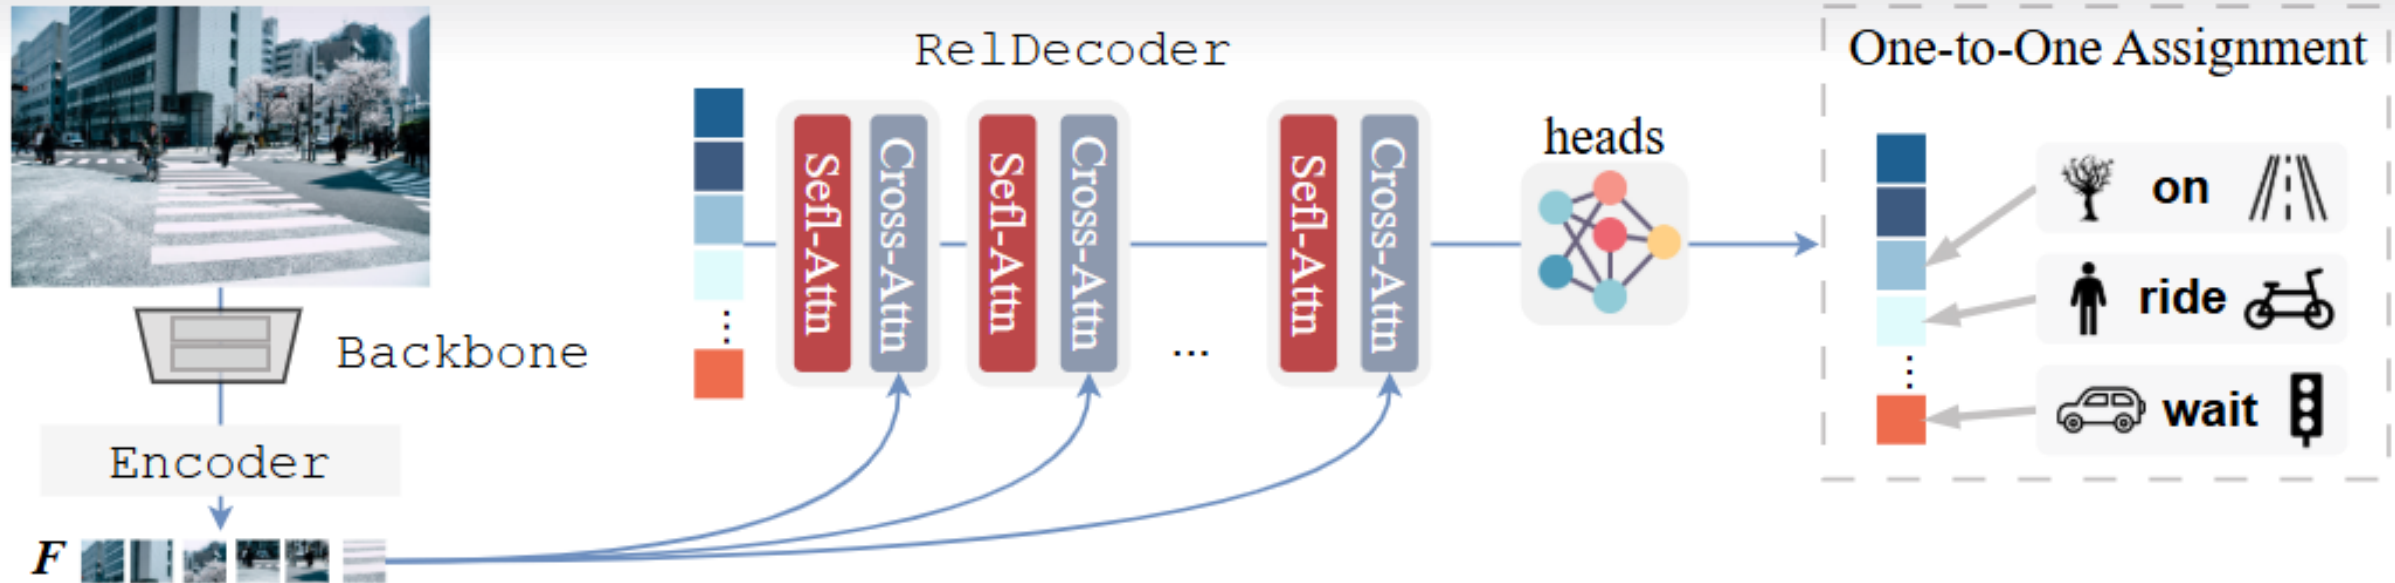 RelDecoder
One-to-One Assignment
Backbone
Encoder
F
Sefl-Attn
Cross-Attn
Sefl-Attn
Cross-Attn
...
Sefl-Attn
Cross-Attn
heads
on
ride
wait